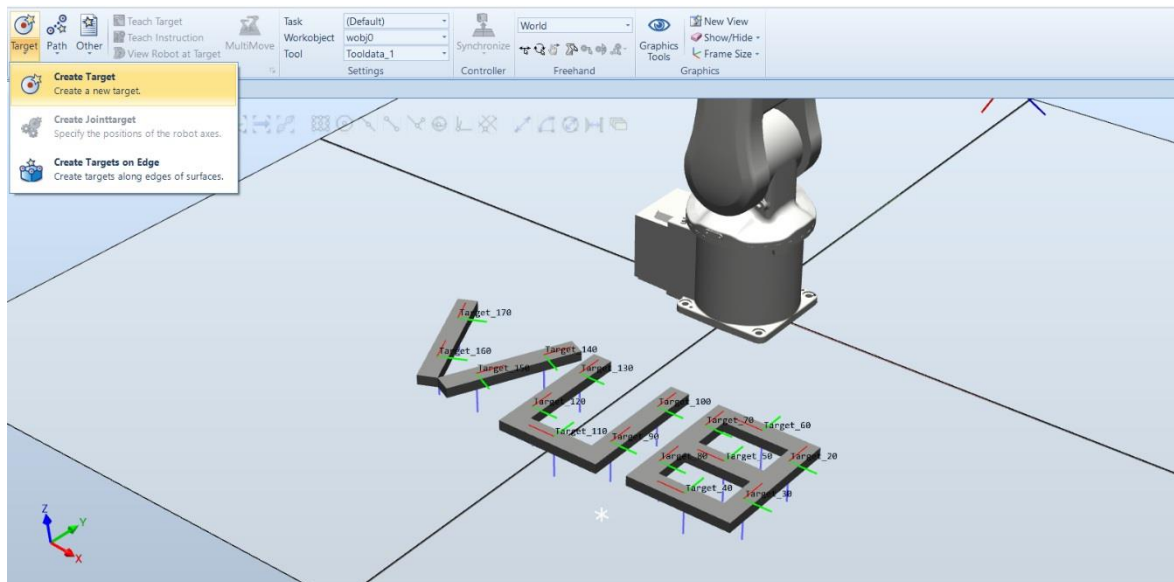 Target
Path
Other
Teach Target
Teach Instruction
View Robot at Target
MultiMove
Task
(Default)
Workobject
wobj0
Tool
Tooldata_1
Settings
Synchronize
Controller
World
Freehand
Graphics
Tools
New View
Show/Hide
Frame Size
Graphics
Create Target
Create a new target.
Create Jointtarget
Specify the positions of the robot axes.
Create Targets on Edge
Create targets along edges of surfaces.
Target_170
Target_160
Target_140
Target_150
Target_130
Target_120
Target_100
Target_110
Target_90
Target_70
Target_60
Target_80
Target_50
Target_20
Target_40
Target_30
Z
Y
X